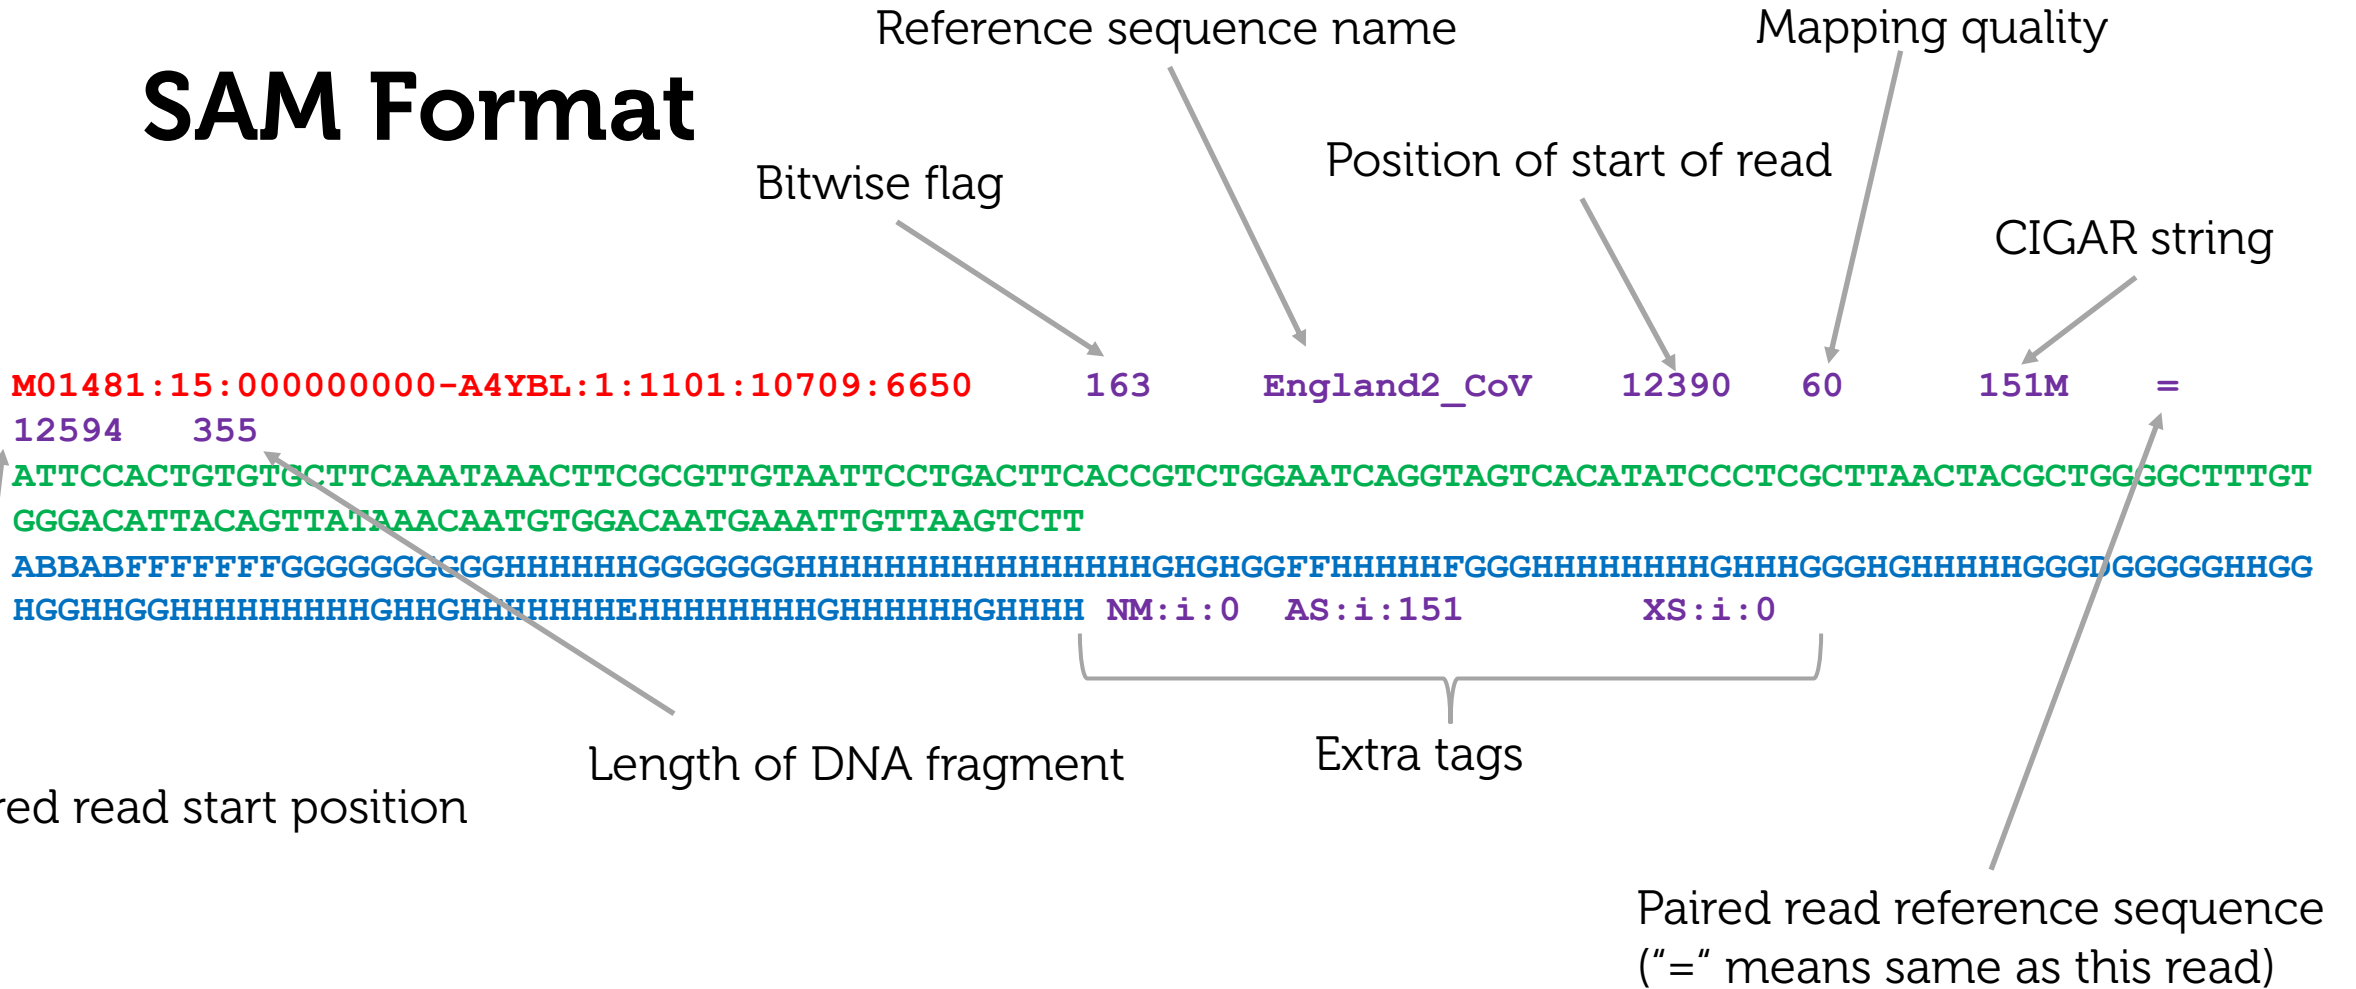 Reference sequence name
Mapping quality
SAM Format
Position of start of read
Bitwise flag
CIGAR string
M01481:15:000000000-A4YBL:1:1101:10709:6650 163 England2_CoV 12390 60 151M =
12594 355
ATTCCACTGTGTGCTTCAAATAAACTTCGCGTTGTAATTCCTGACTTCACCGTCTGGAATCAGGTAGTCACATATCCCTCGCTTAACTACGCTGGGGCTTTGT
GGGACATTACAGTTATAAACAATGTGGACAATGAAATTGTTAAGTCTT
ABBABFFFFFFFGGGGGGGGGGHHHHHHGGGGGGGHHHHHHHHHHHHHHHHGHGHGGFFHHHHHFGGGHHHHHHHHGHHHGGGHGHHHHHGGGDGGGGGHHGG
HGGHHGGHHHHHHHHHGHHGHHHHHHHEHHHHHHHHGHHHHHHGHHHH NM:i:0 AS:i:151 XS:i:0
Length of DNA fragment
Extra tags
red read start position
Paired read reference sequence
("=" means same as this read)